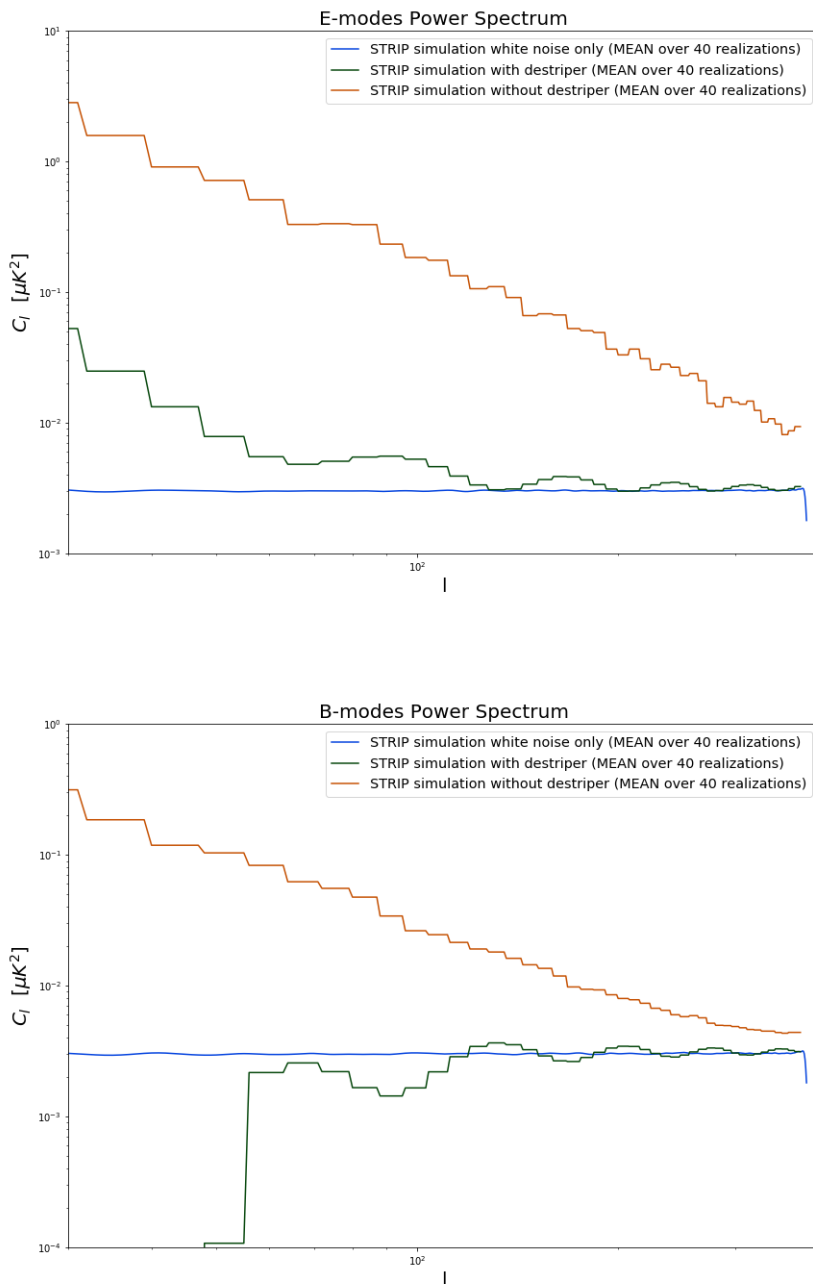 E-modes Power Spectrum
STRIP simulation white noise only (MEAN over 40 realizations)
STRIP simulation with destriper (MEAN over 40 realizations)
STRIP simulation without destriper (MEAN over 40 realizations)
10¹
10⁰
10⁻¹
10⁻²
10⁻³
C_l [μK²]
10²
l
B-modes Power Spectrum
STRIP simulation white noise only (MEAN over 40 realizations)
STRIP simulation with destriper (MEAN over 40 realizations)
STRIP simulation without destriper (MEAN over 40 realizations)
10⁰
10⁻¹
10⁻²
10⁻³
10⁻⁴
C_l [μK²]
10²
l